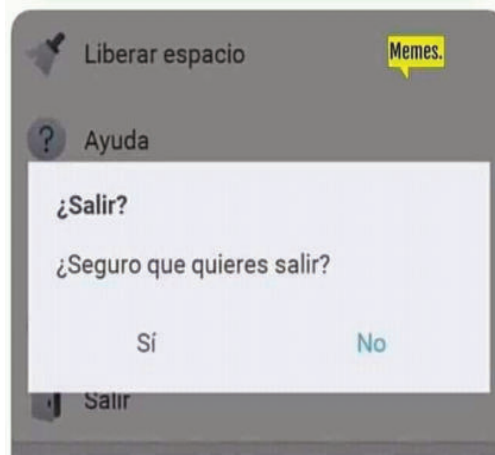 Liberar espacio
Memes.
?
Ayuda
¿Salir?
¿Seguro que quieres salir?
Sí
No
Salir